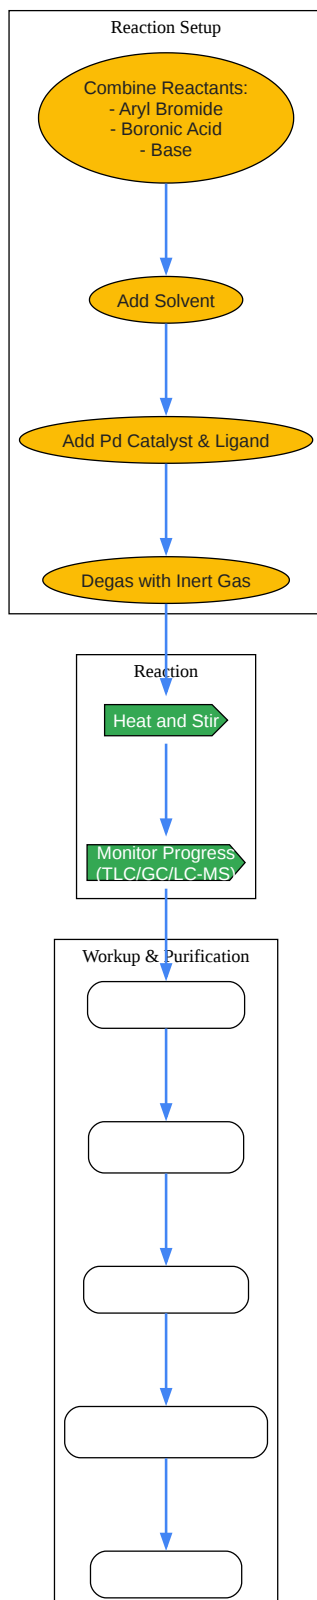 Reaction Setup
Combine Reactants:
- Aryl Bromide
- Boronic Acid
- Base
Add Solvent
Add Pd Catalyst & Ligand
Degas with Inert Gas
Reaction
Heat and Stir
Monitor Progress
(TLC/GC/LC-MS)
Workup & Purification